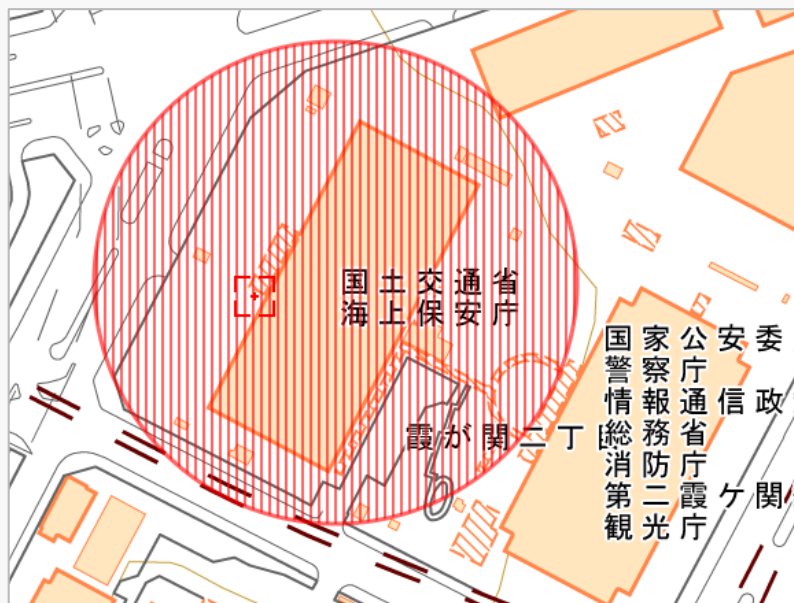 国土交通省
海上保安庁
国家公安委
警察庁
情報通信政
総務省
霞が関二丁目
消防庁
第二霞ケ関
観光庁